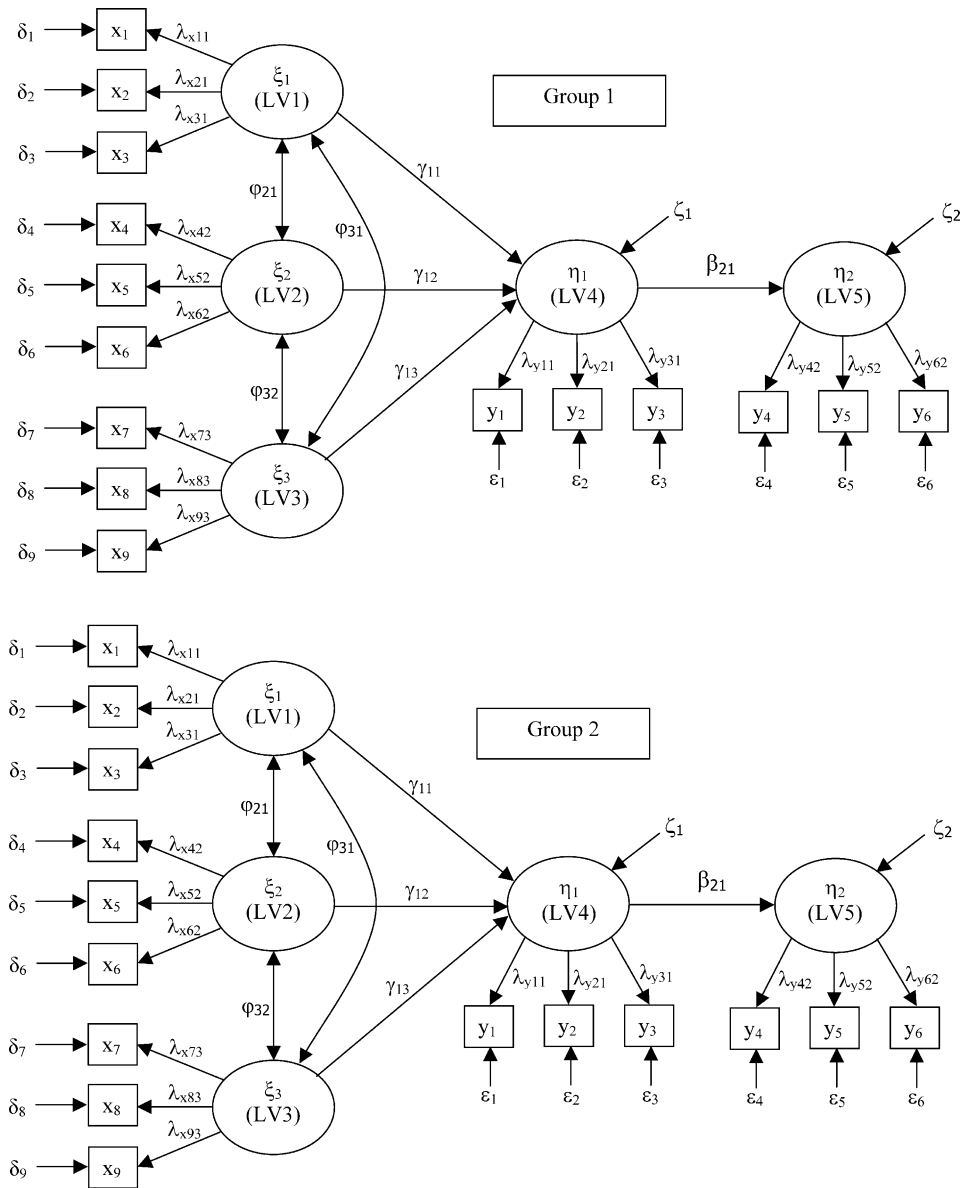 δ₁ x₁ λₓ₁₁
ξ₁
(LV1)
δ₂ x₂ λₓ₂₁
Group 1
δ₃ x₃ λₓ₃₁
γ₁₁
φ₂₁
δ₄ x₄ λₓ₄₂
φ₃₁
ζ₁ ζ₂
ξ₂
(LV2)
δ₅ x₅ λₓ₅₂
γ₁₂
η₁
(LV4)
β₂₁
η₂
(LV5)
δ₆ x₆ λₓ₆₂
φ₃₂
γ₁₃
λy₁₁ λy₂₁ λy₃₁ λy₄₂ λy₅₂ λy₆₂
y₁ y₂ y₃ y₄ y₅ y₆
δ₇ x₇ λₓ₇₃
ξ₃
(LV3)
ε₁ ε₂ ε₃ ε₄ ε₅ ε₆
δ₈ x₈ λₓ₈₃
δ₉ x₉ λₓ₉₃
δ₁ x₁ λₓ₁₁
ξ₁
(LV1)
δ₂ x₂ λₓ₂₁
Group 2
δ₃ x₃ λₓ₃₁
γ₁₁
φ₂₁
δ₄ x₄ λₓ₄₂
φ₃₁
ζ₁ ζ₂
ξ₂
(LV2)
δ₅ x₅ λₓ₅₂
γ₁₂
η₁
(LV4)
β₂₁
η₂
(LV5)
δ₆ x₆ λₓ₆₂
φ₃₂
γ₁₃
λy₁₁ λy₂₁ λy₃₁ λy₄₂ λy₅₂ λy₆₂
y₁ y₂ y₃ y₄ y₅ y₆
δ₇ x₇ λₓ₇₃
ξ₃
(LV3)
ε₁ ε₂ ε₃ ε₄ ε₅ ε₆
δ₈ x₈ λₓ₈₃
δ₉ x₉ λₓ₉₃